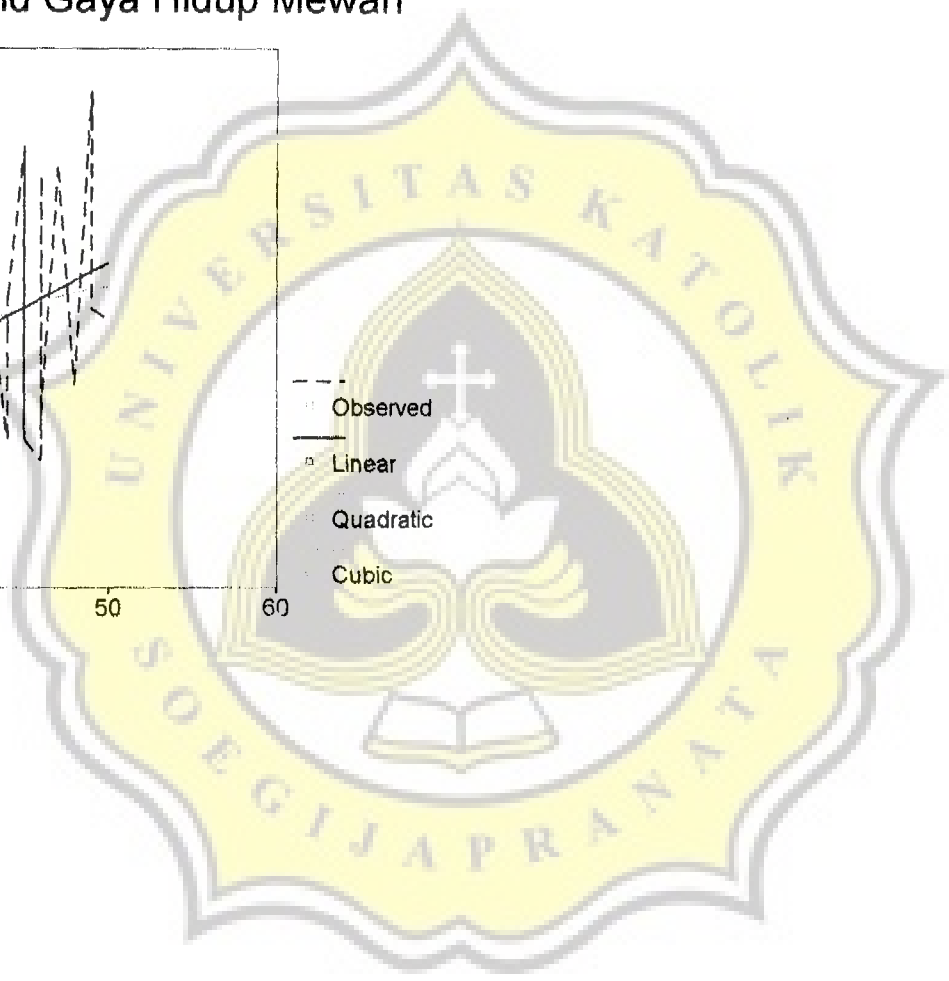 Gaya Hidup Mewah
Observed
Linear
Quadratic
Cubic
50 60
UNIVERSITAS KATOLIK
SOEGIJAPRANATA